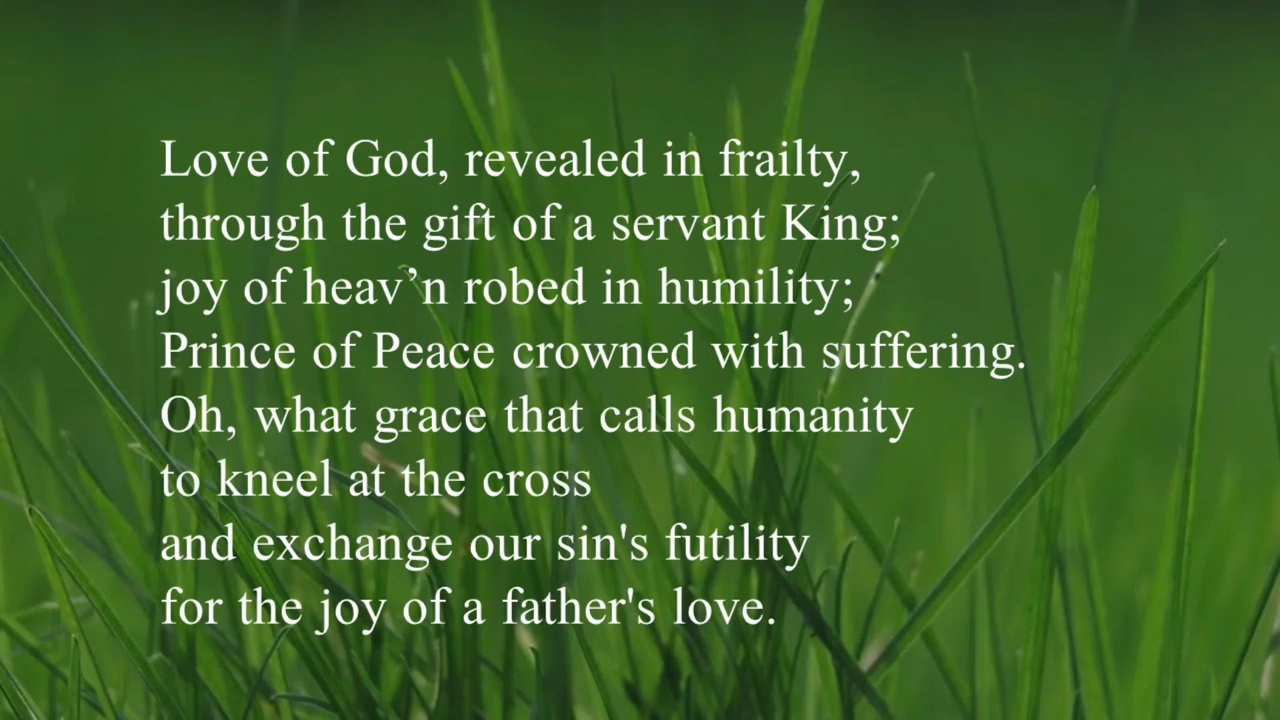 Love of God, revealed in frailty,
through the gift of a servant King;
joy of heav’n robed in humility;
Prince of Peace crowned with suffering.
Oh, what grace that calls humanity
to kneel at the cross
and exchange our sin's futility
for the joy of a father's love.